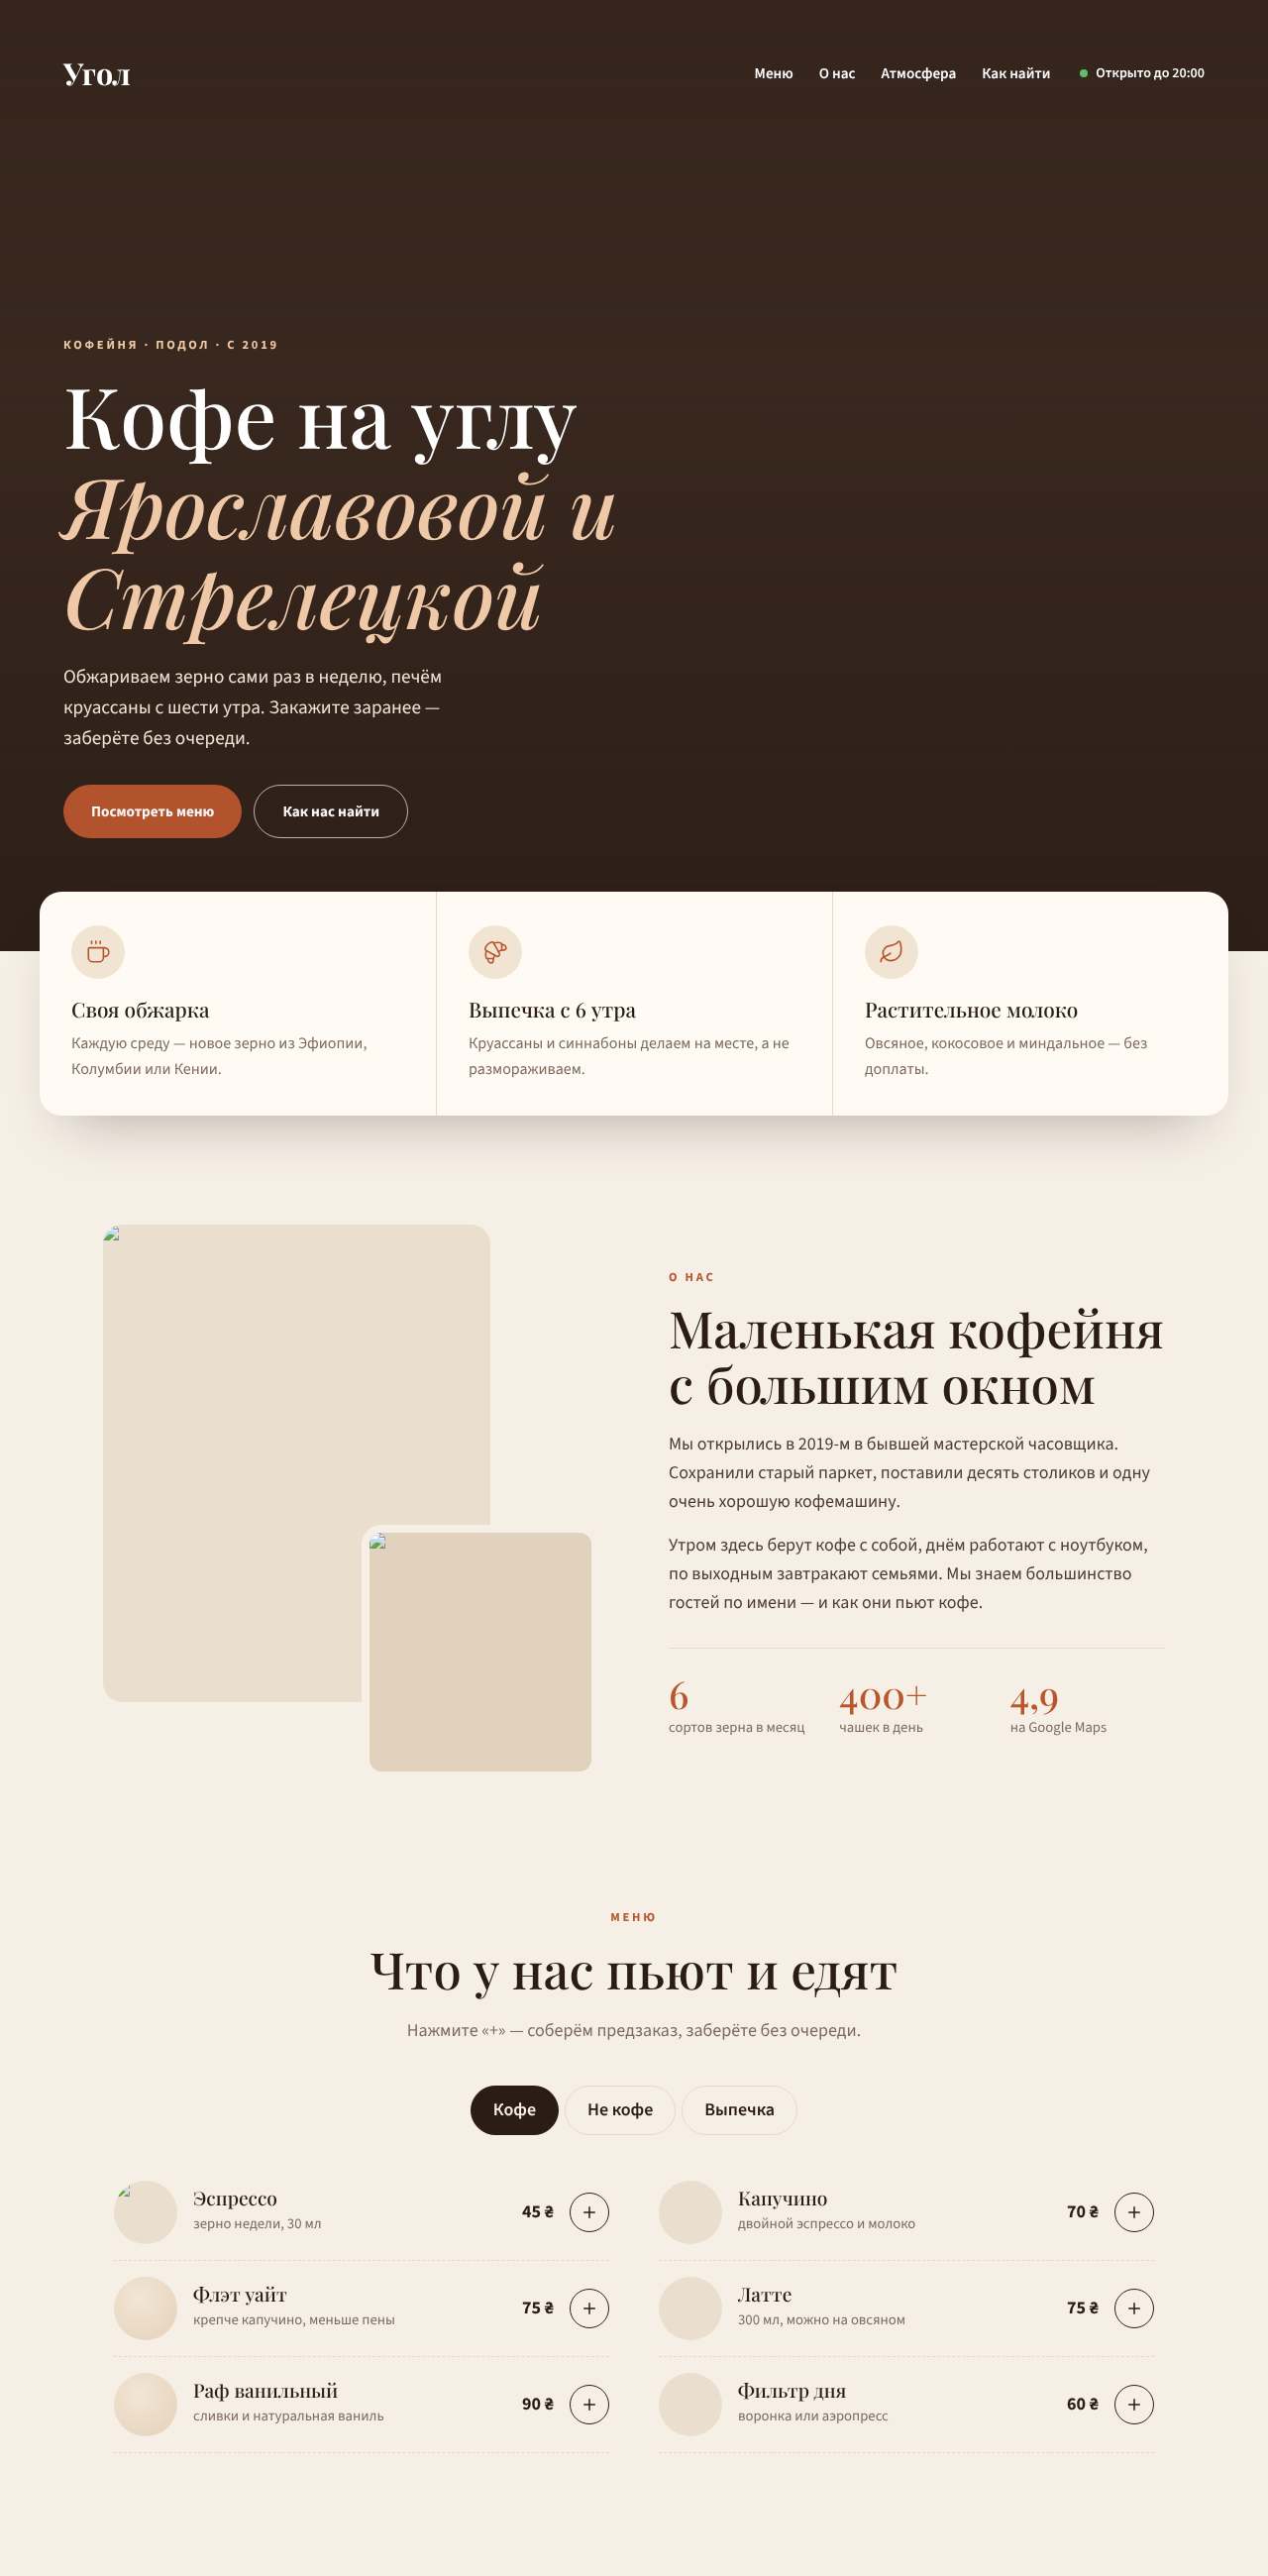 Угол
Меню О нас Атмосфера Как найти Открыто до 20:00
КОФЕЙНЯ · ПОДОЛ · С 2019
Кофе на углу
Ярославовой и
Стрелецкой
Обжариваем зерно сами раз в неделю, печём
круассаны с шести утра. Закажите заранее —
заберёте без очереди.
Посмотреть меню Как нас найти
Своя обжарка
Каждую среду — новое зерно из Эфиопии,
Колумбии или Кении.
Выпечка с 6 утра
Круассаны и синнабоны делаем на месте, а не
размораживаем.
Растительное молоко
Овсяное, кокосовое и миндальное — без
доплаты.
О НАС
Маленькая кофейня
с большим окном
Мы открылись в 2019-м в бывшей мастерской часовщика.
Сохранили старый паркет, поставили десять столиков и одну
очень хорошую кофемашину.
Утром здесь берут кофе с собой, днём работают с ноутбуком,
по выходным завтракают семьями. Мы знаем большинство
гостей по имени — и как они пьют кофе.
6 400+ 4,9
сортов зерна в месяц чашек в день на Google Maps
МЕНЮ
Что у нас пьют и едят
Нажмите «+» — соберём предзаказ, заберёте без очереди.
Кофе Не кофе Выпечка
Эспрессо
зерно недели, 30 мл
45 ₴ +
Капучино
двойной эспрессо и молоко
70 ₴ +
Флэт уайт
крепче капучино, меньше пены
75 ₴ +
Латте
300 мл, можно на овсяном
75 ₴ +
Раф ванильный
сливки и натуральная ваниль
90 ₴ +
Фильтр дня
воронка или аэропресс
60 ₴ +